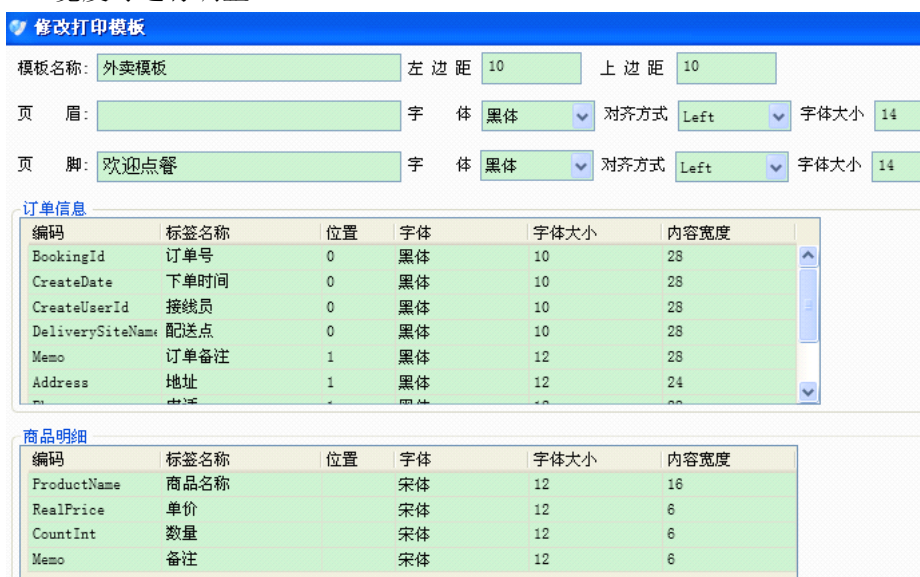 修改打印模板
模板名称: 外卖模板 左 边 距 10 上 边 距 10
页 眉: 字 体 黑体 对齐方式 Left 字体大小 14
页 脚: 欢迎点餐 字 体 黑体 对齐方式 Left 字体大小 14
订单信息
编码 标签名称 位置 字体 字体大小 内容宽度
BookingId 订单号 0 黑体 10 28
CreateDate 下单时间 0 黑体 10 28
CreateUserId 接线员 0 黑体 10 28
DeliverySiteName 配送点 0 黑体 10 28
Memo 订单备注 1 黑体 12 28
Address 地址 1 黑体 12 24
商品明细
编码 标签名称 位置 字体 字体大小 内容宽度
ProductName 商品名称 宋体 12 16
RealPrice 单价 宋体 12 6
CountInt 数量 宋体 12 6
Memo 备注 宋体 12 6